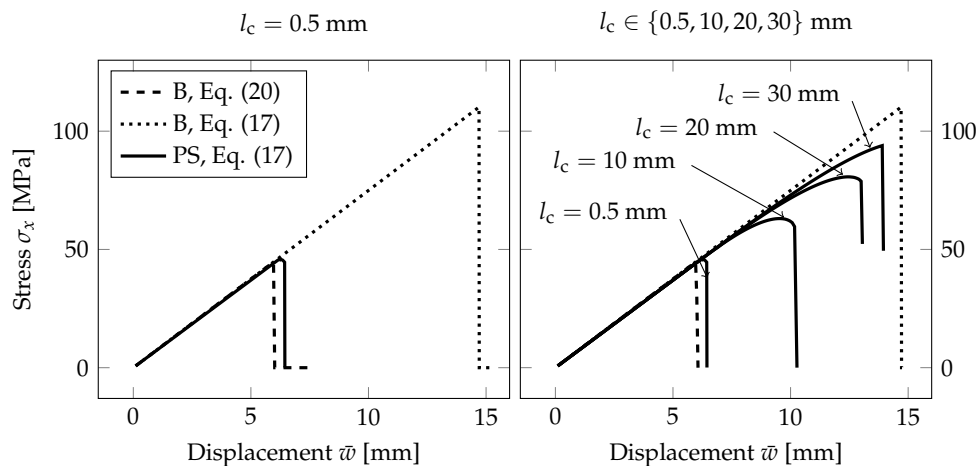 l_c = 0.5 mm
l_c ∈ {0.5, 10, 20, 30} mm
B, Eq. (20)
B, Eq. (17)
PS, Eq. (17)
l_c = 30 mm
l_c = 20 mm
l_c = 10 mm
l_c = 0.5 mm
100
50
0
Stress σ_x [MPa]
100
50
0
0 5 10 15
0 5 10 15
Displacement w̄ [mm]
Displacement w̄ [mm]